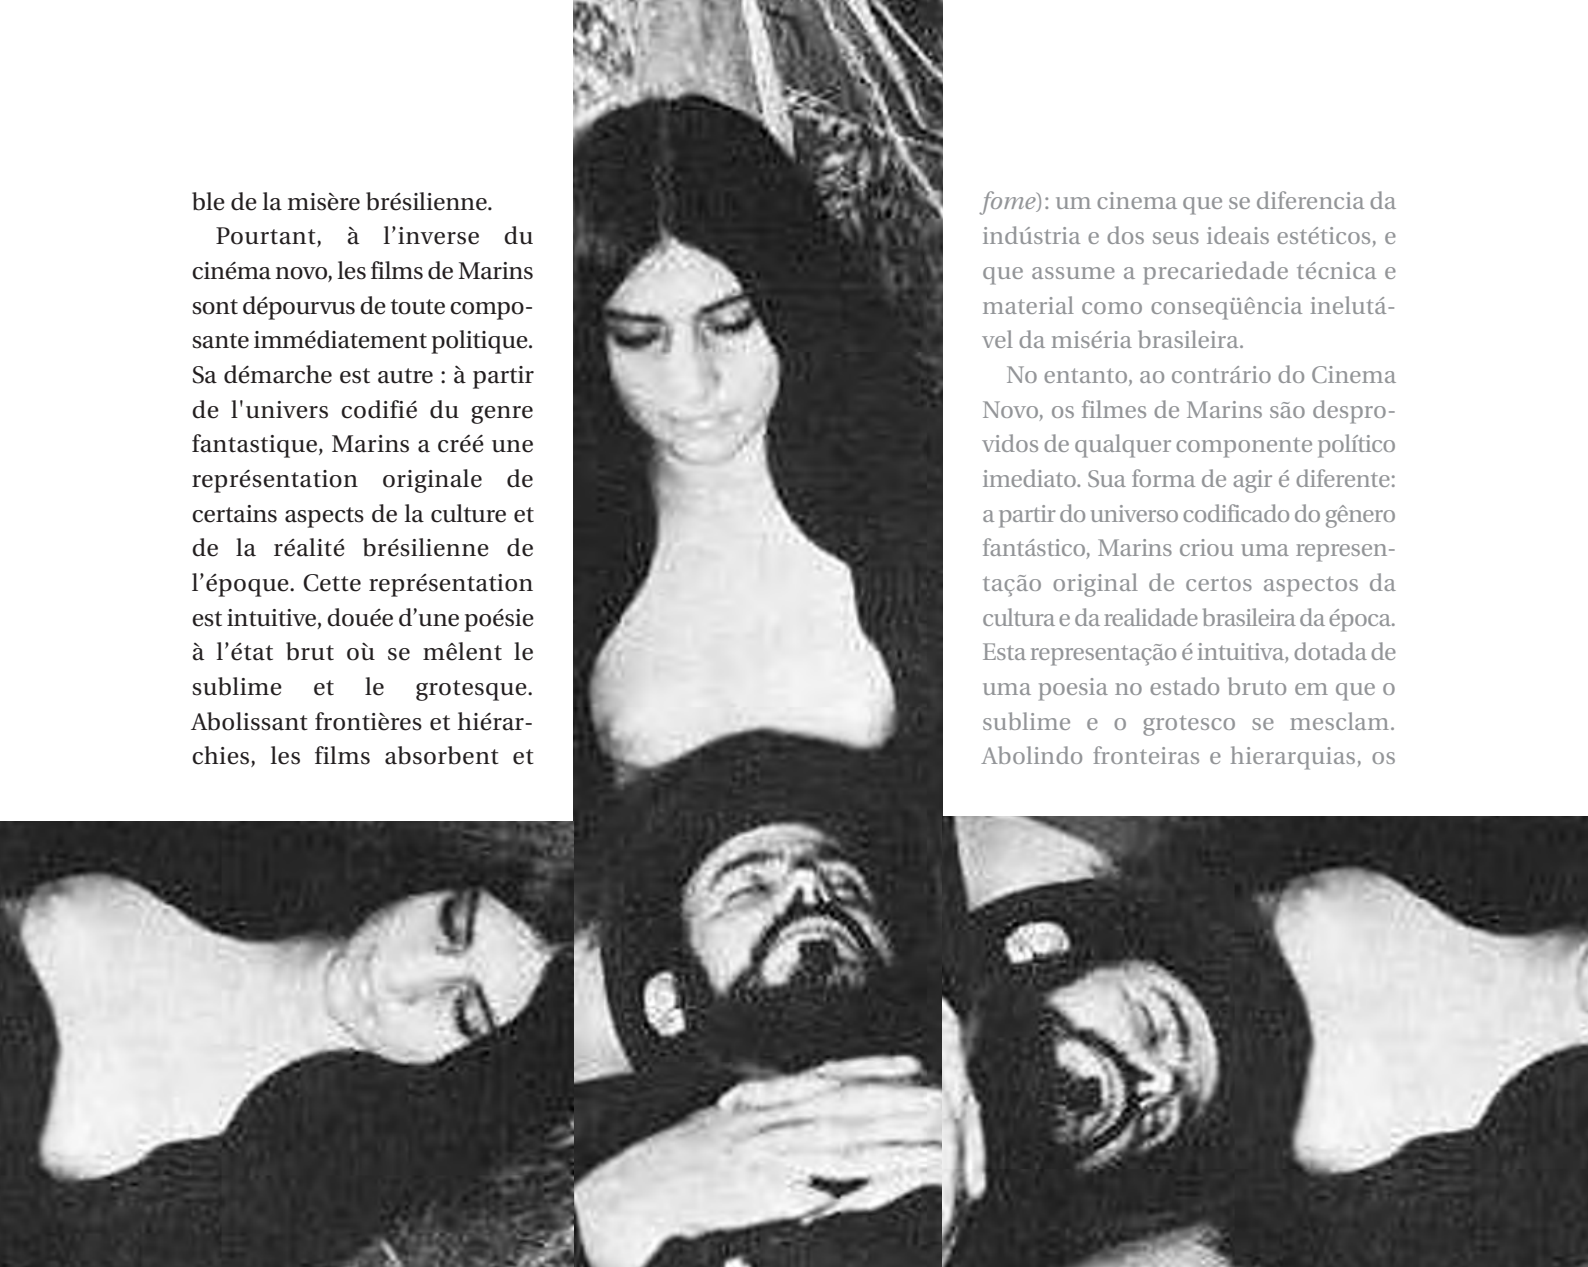 ble de la misère brésilienne.
Pourtant, à l’inverse du
cinéma novo, les films de Marins
sont dépourvus de toute compo-
sante immédiatement politique.
Sa démarche est autre : à partir
de l'univers codifié du genre
fantastique, Marins a créé une
représentation originale de
certains aspects de la culture et
de la réalité brésilienne de
l’époque. Cette représentation
est intuitive, douée d’une poésie
à l’état brut où se mêlent le
sublime et le grotesque.
Abolissant frontières et hiérar-
chies, les films absorbent et
fome): um cinema que se diferencia da
indústria e dos seus ideais estéticos, e
que assume a precariedade técnica e
material como conseqüência inelutá-
vel da miséria brasileira.
No entanto, ao contrário do Cinema
Novo, os filmes de Marins são despro-
vidos de qualquer componente político
imediato. Sua forma de agir é diferente:
a partir do universo codificado do gênero
fantástico, Marins criou uma represen-
tação original de certos aspectos da
cultura e da realidade brasileira da época.
Esta representação é intuitiva, dotada de
uma poesia no estado bruto em que o
sublime e o grotesco se mesclam.
Abolindo fronteiras e hierarquias, os